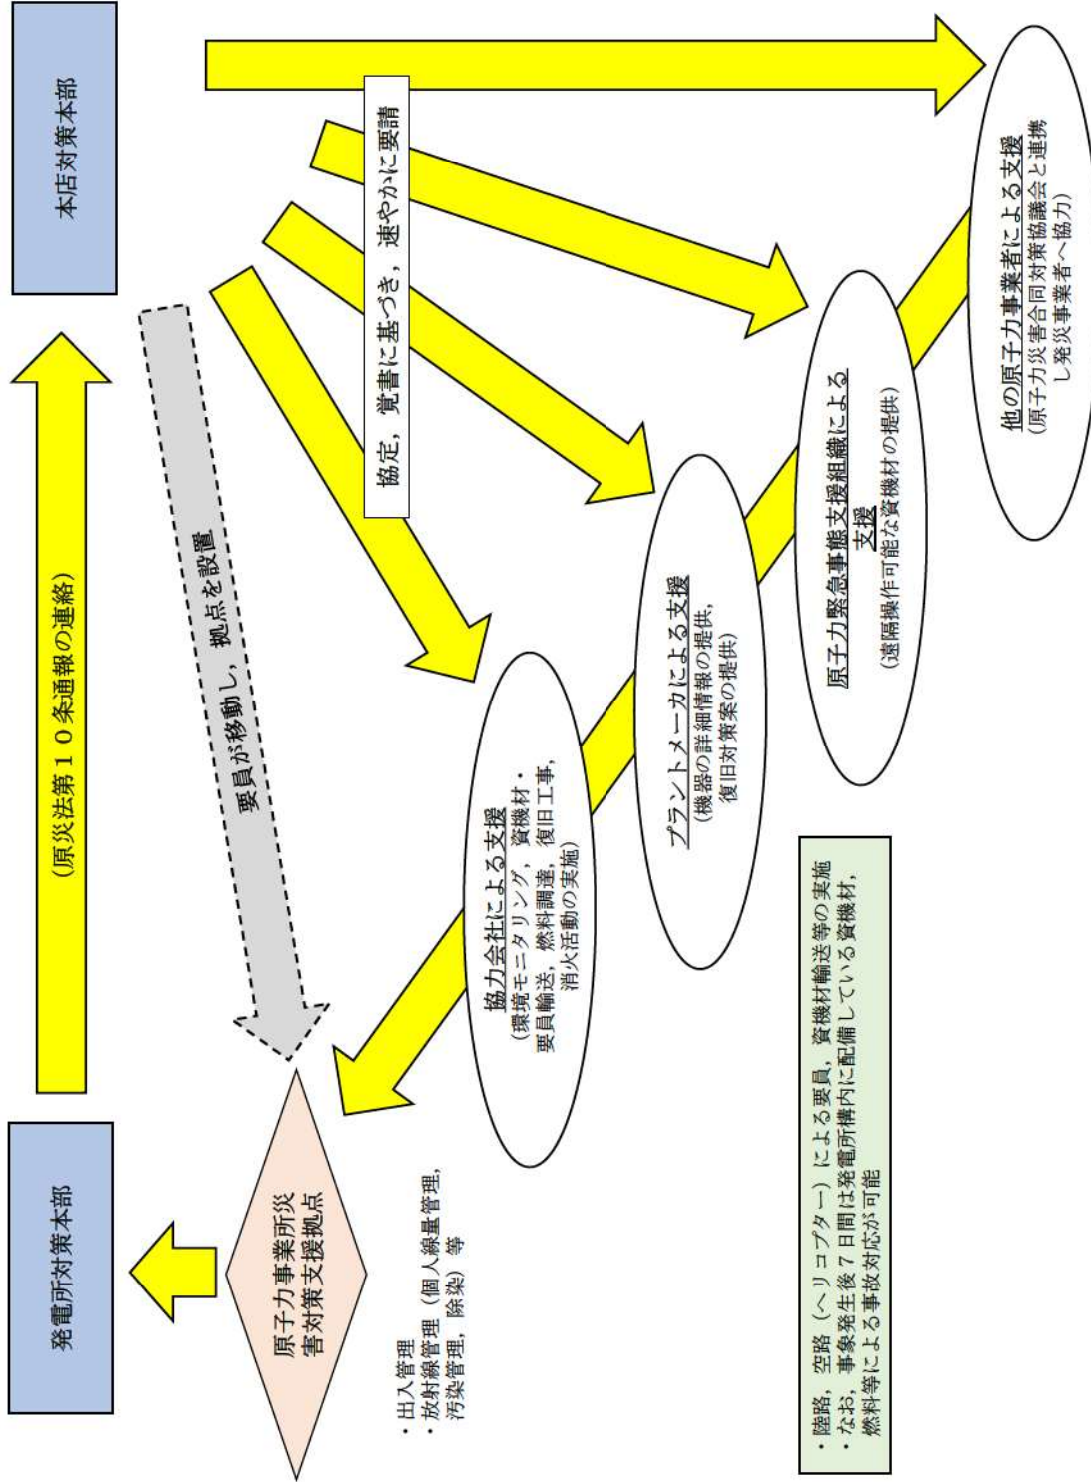 発電所対策本部
(原災法第１０条通報の連絡)
本店対策本部
要員が移動し，拠点を設置
協定，覚書に基づき，速やかに要請
原子力事業所災
害対策支援拠点
・出入管理
・放射線管理（個人線量管理，
汚染管理，除染）等
協力会社による支援
(環境モニタリング，資機材・
要員輸送，燃料調達，復旧工事，
消火活動の実施)
プラントメーカによる支援
(機器の詳細情報の提供，
復旧対策案の提供)
原子力緊急事態支援組織による
支援
(遠隔操作可能な資機材の提供)
他の原子力事業者による支援
(原子力災害合同対策協議会と連携
し発災事業者へ協力)
・陸路，空路（ヘリコプター）による要員，資機材輸送等の実施
・なお，事象発生後７日間は発電所構内に配備している資機材，
燃料等による事故対応が可能